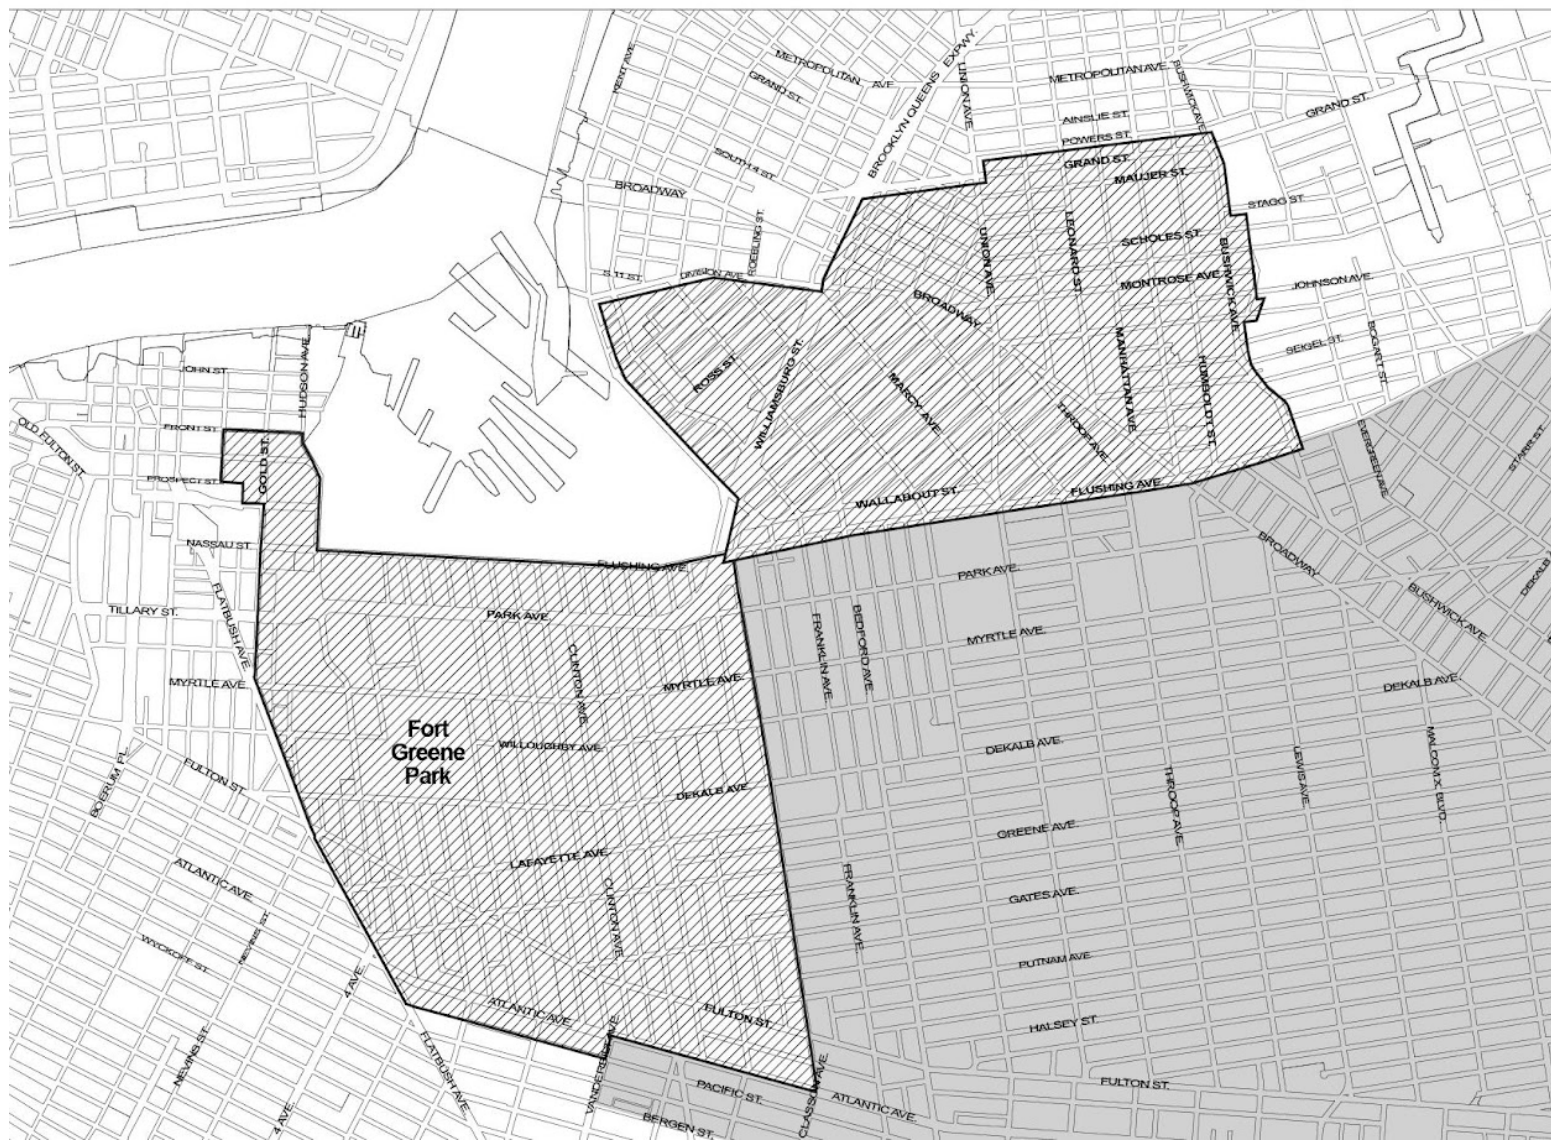 KENT AVE
METROPOLITAN AVE
GRAND ST.
BROOKLYN QUEENS EXPWY.
UNION AVE.
METROPOLITAN AVE.
BUSHWICK AVE
GRAND ST.
AINSLIE ST.
POWERS ST.
SOUTH 4 ST.
BROADWAY
GRAND ST.
MAUJER ST.
STAGG ST.
ROEBLING ST.
LEONARD ST.
UNION AVE.
SCHOLES ST.
BUSHWICK AVE.
S. 11 ST.
DIVISION AVE
MONTROSE AVE
JOHNSON AVE.
BROADWAY
HUDSON AVE.
JOHN ST.
ROSS ST.
WILLIAMSBURG ST.
MARCY AVE.
MANHATTAN AVE.
HUMBOLDT ST.
SEIGEL ST.
BOGART ST.
THROOP AVE.
OLD FULTON ST.
FRONT ST.
GOLD ST.
PROSPECT ST.
EVERGREEN AVE.
STARR ST.
WALLABOUT ST.
FLUSHING AVE.
NASSAU ST.
FLUSHING AVE.
BROADWAY
PARK AVE.
DEKALB
TILLARY ST.
FLATBUSH AVE.
PARK AVE.
FRANKLIN AVE.
BEDFORD AVE.
MYRTLE AVE.
BUSHWICK AVE.
MYRTLE AVE.
CLINTON AVE.
MYRTLE AVE.
DEKALB AVE.
Fort
Greene
Park
WILLOUGHBY AVE.
DEKALB AVE.
LEWIS AVE.
MALCOM X. BLVD.
BOERUM PL.
FULTON ST.
DEKALB AVE.
THROOP AVE.
GREENE AVE.
LAFAYETTE AVE.
ATLANTIC AVE.
CLINTON AVE.
FRANKLIN AVE.
GATES AVE.
NEVINS ST.
WYCKOFF ST.
4 AVE.
PUTNAM AVE.
ATLANTIC AVE.
FULTON ST.
HALSEY ST.
NEVINS ST.
FLATBUSH AVE.
VANDERBILT AVE.
PACIFIC ST.
CLASSON AVE.
FULTON ST.
ATLANTIC AVE.
4 AVE.
BERGEN ST.